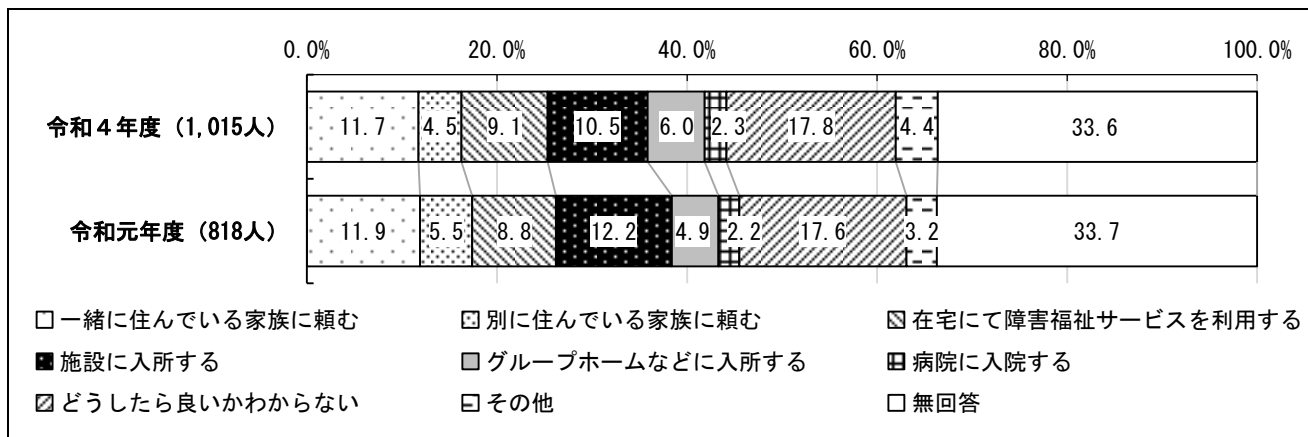 0.0% 20.0% 40.0% 60.0% 80.0% 100.0%
令和４年度（1,015人） 11.7 4.5 9.1 10.5 6.0 2.3 17.8 4.4 33.6
令和元年度（818人） 11.9 5.5 8.8 12.2 4.9 2.2 17.6 3.2 33.7
一緒に住んでいる家族に頼む 別に住んでいる家族に頼む 在宅にて障害福祉サービスを利用する
施設に入所する グループホームなどに入所する 病院に入院する
どうしたら良いかわからない その他 無回答